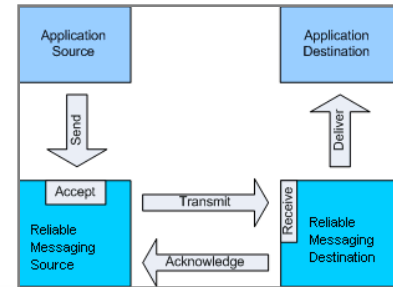 Application
Source
Application
Destination
Send
Deliver
Accept
Transmit
Receive
Reliable
Messaging
Source
Reliable
Messaging
Destination
Acknowledge